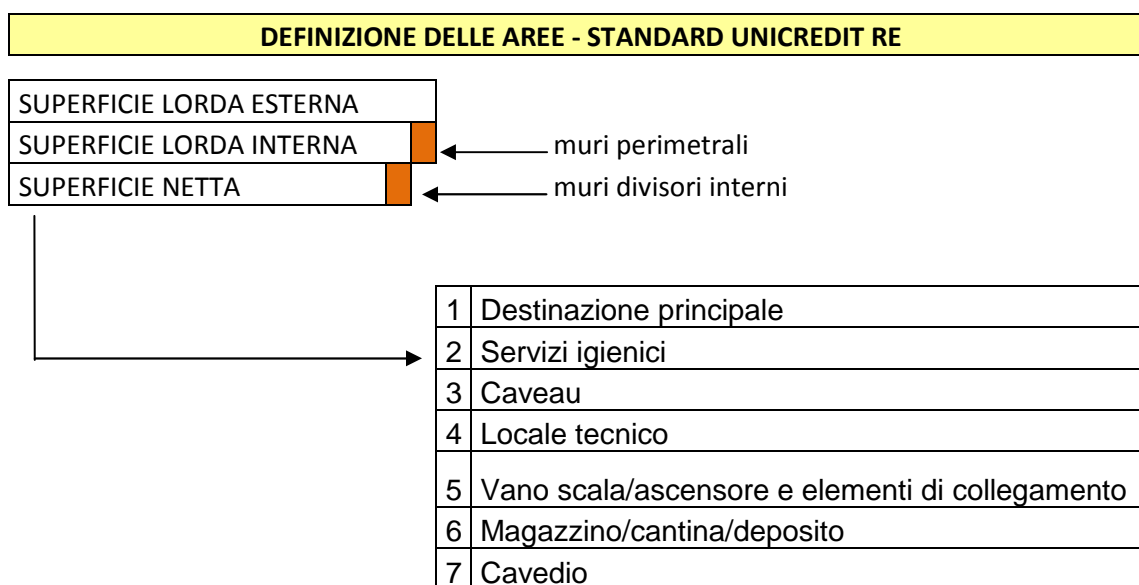 DEFINIZIONE DELLE AREE - STANDARD UNICREDIT RE
SUPERFICIE LORDA ESTERNA
SUPERFICIE LORDA INTERNA
muri perimetrali
SUPERFICIE NETTA
muri divisori interni
1 Destinazione principale
2 Servizi igienici
3 Caveau
4 Locale tecnico
5 Vano scala/ascensore e elementi di collegamento
6 Magazzino/cantina/deposito
7 Cavedio